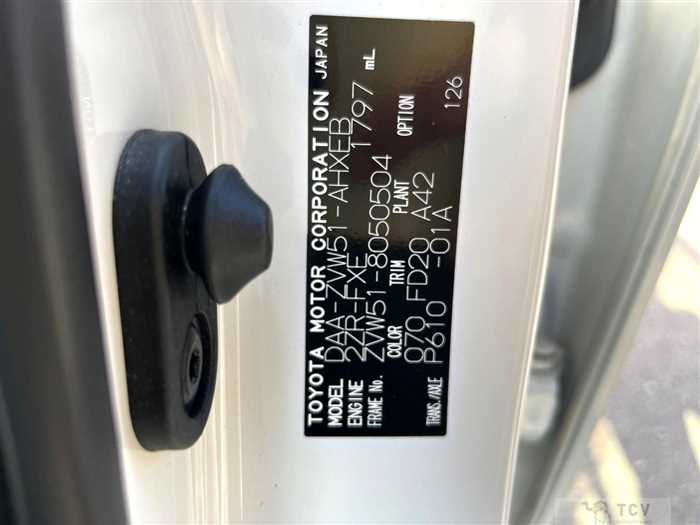 TOYOTA MOTOR CORPORATION JAPAN
MODEL DAA-ZVW51-AHXEB
ENGINE 2ZR-FXE 1797 mL
FRAME No. ZVW51-8050504
COLOR TRIM PLANT OPTION
070 FD20 A42 126
TRANS./AXLE P610 -01A
TCV